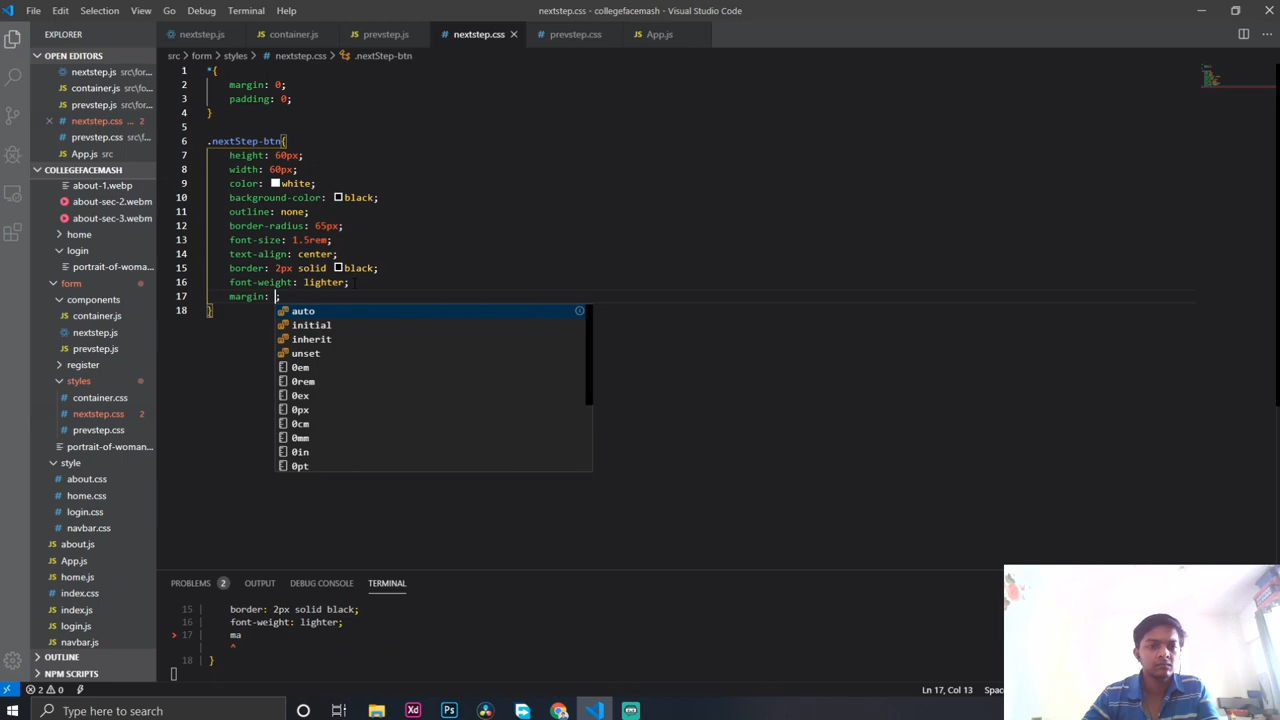 File Edit Selection View Go Debug Terminal Help
nextstep.css - collegefacemash - Visual Studio Code
EXPLORER
nextstep.js
container.js
prevstep.js
nextstep.css
prevstep.css
App.js
OPEN EDITORS
nextstep.js src\for...
container.js src\fo...
prevstep.js src\for...
nextstep.css ... 2
prevstep.css src\fo...
App.js src
COLLEGEFACEMASH
about-1.webp
about-sec-2.webm
about-sec-3.webm
home
login
portrait-of-woma...
form
components
container.js
nextstep.js
prevstep.js
register
styles
container.css
nextstep.css 2
prevstep.css
portrait-of-woman...
style
about.css
home.css
login.css
navbar.css
about.js
App.js
home.js
index.css
index.js
login.js
navbar.js
OUTLINE
NPM SCRIPTS
src > form > styles > # nextstep.css > .nextStep-btn
1 *{
2 margin: 0;
3 padding: 0;
4 }
5
6 .nextStep-btn{
7 height: 60px;
8 width: 60px;
9 color: white;
10 background-color: black;
11 outline: none;
12 border-radius: 65px;
13 font-size: 1.5rem;
14 text-align: center;
15 border: 2px solid black;
16 font-weight: lighter;
17 margin: ;
18 }
auto
initial
inherit
unset
0em
0rem
0ex
0px
0cm
0mm
0in
0pt
PROBLEMS 2 OUTPUT DEBUG CONSOLE TERMINAL
15 | border: 2px solid black;
16 | font-weight: lighter;
> 17 | ma
| ^
18 | }
2 0
Ln 17, Col 13
Type here to search